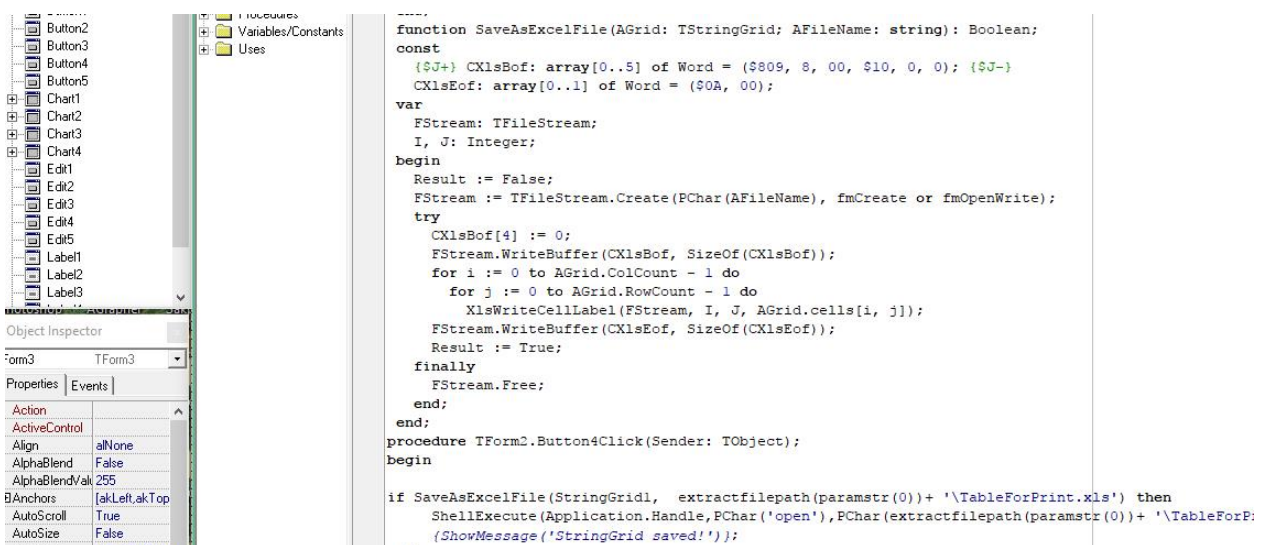 Button2
Button3
Button4
Button5
Chart1
Chart2
Chart3
Chart4
Edit1
Edit2
Edit3
Edit4
Edit5
Label1
Label2
Label3
Object Inspector
Form3 TForm3
Properties Events
Action
ActiveControl
Align alNone
AlphaBlend False
AlphaBlendValu 255
Anchors [akLeft,akTop
AutoScroll True
AutoSize False
Procedures
Variables/Constants
Uses
end;
function SaveAsExcelFile(AGrid: TStringGrid; AFileName: string): Boolean;
const
{$J+} CXlsBof: array[0..5] of Word = ($809, 8, 00, $10, 0, 0); {$J-}
CXlsEof: array[0..1] of Word = ($0A, 00);
var
FStream: TFileStream;
I, J: Integer;
begin
Result := False;
FStream := TFileStream.Create(PChar(AFileName), fmCreate or fmOpenWrite);
try
CXlsBof[4] := 0;
FStream.WriteBuffer(CXlsBof, SizeOf(CXlsBof));
for i := 0 to AGrid.ColCount - 1 do
for j := 0 to AGrid.RowCount - 1 do
XlsWriteCellLabel(FStream, I, J, AGrid.cells[i, j]);
FStream.WriteBuffer(CXlsEof, SizeOf(CXlsEof));
Result := True;
finally
FStream.Free;
end;
end;
procedure TForm2.Button4Click(Sender: TObject);
begin
if SaveAsExcelFile(StringGrid1, extractfilepath(paramstr(0))+ '\TableForPrint.xls') then
ShellExecute(Application.Handle,PChar('open'),PChar(extractfilepath(paramstr(0))+ '\TableForP
{ShowMessage('StringGrid saved!')};